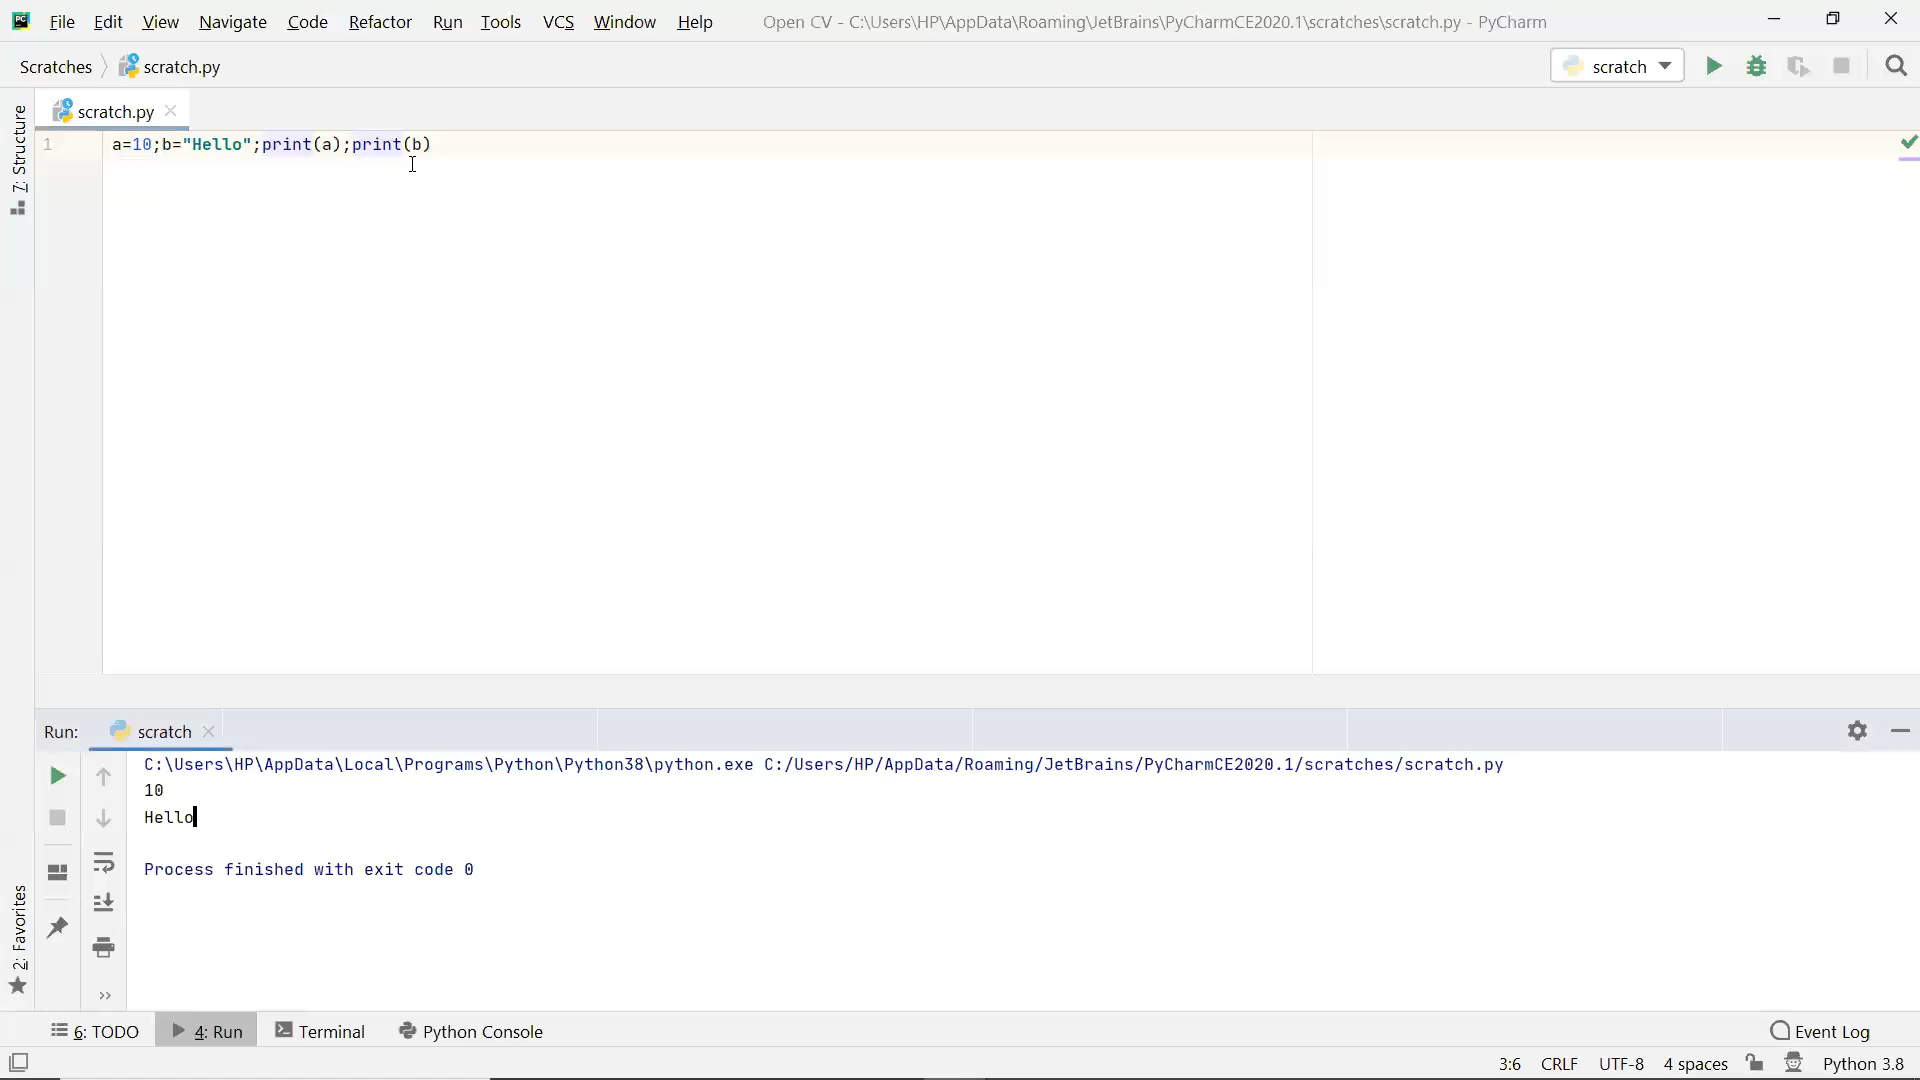 PC File Edit View Navigate Code Refactor Run Tools VCS Window Help Open CV - C:\Users\HP\AppData\Roaming\JetBrains\PyCharmCE2020.1\scratches\scratch.py - PyCharm
Scratches scratch.py scratch
scratch.py
7: Structure
1 a=10;b="Hello";print(a);print(b)
Run: scratch
C:\Users\HP\AppData\Local\Programs\Python\Python38\python.exe C:/Users/HP/AppData/Roaming/JetBrains/PyCharmCE2020.1/scratches/scratch.py
10
Hello
Process finished with exit code 0
2: Favorites
6: TODO 4: Run Terminal Python Console Event Log
3:6 CRLF UTF-8 4 spaces Python 3.8